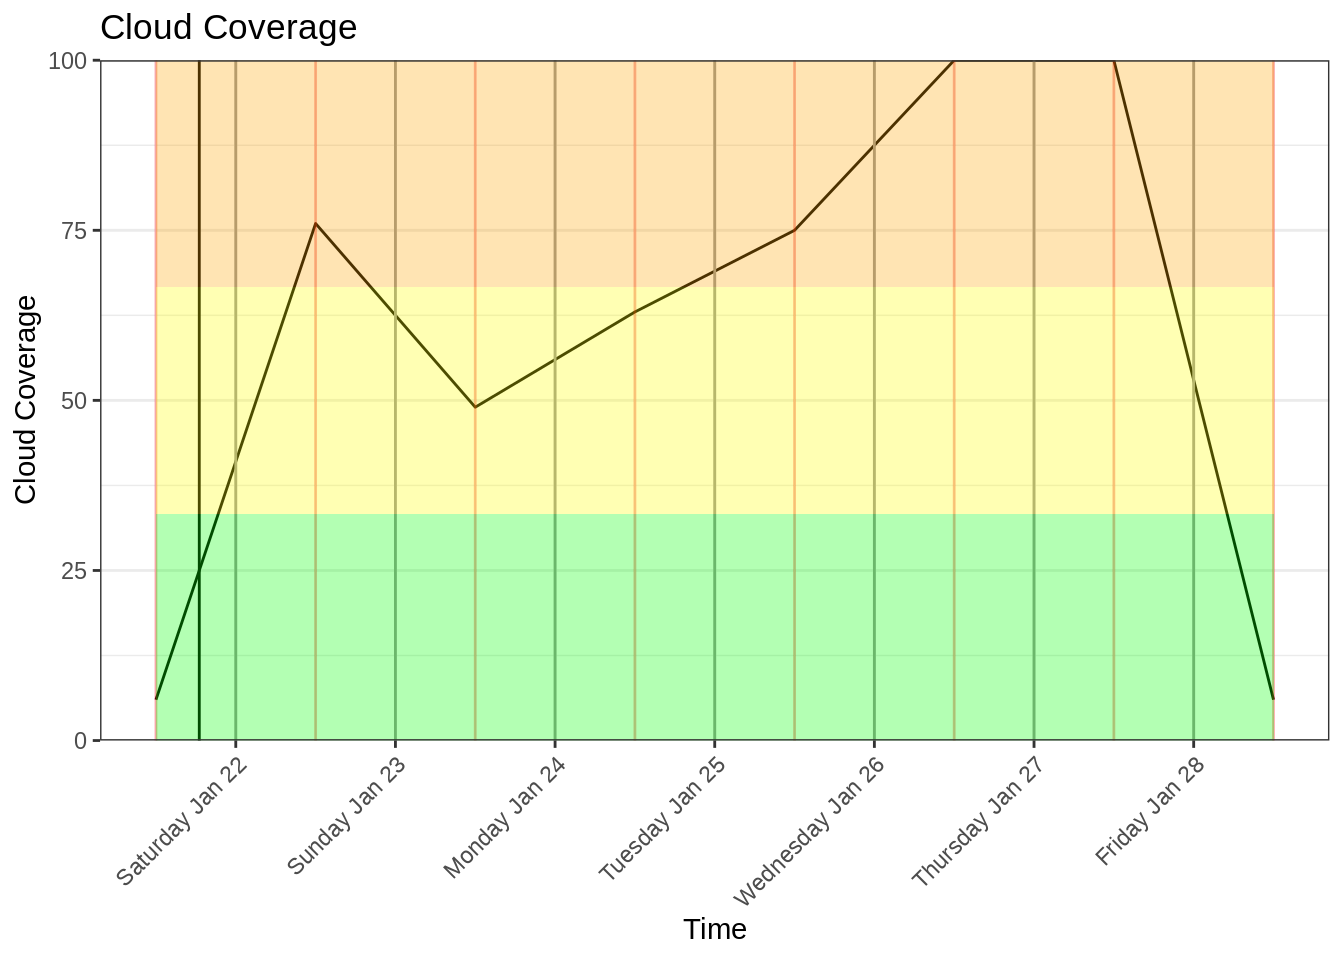 Cloud Coverage
Cloud Coverage
100
75
50
25
0
Saturday Jan 22
Sunday Jan 23
Monday Jan 24
Tuesday Jan 25
Wednesday Jan 26
Thursday Jan 27
Friday Jan 28
Time